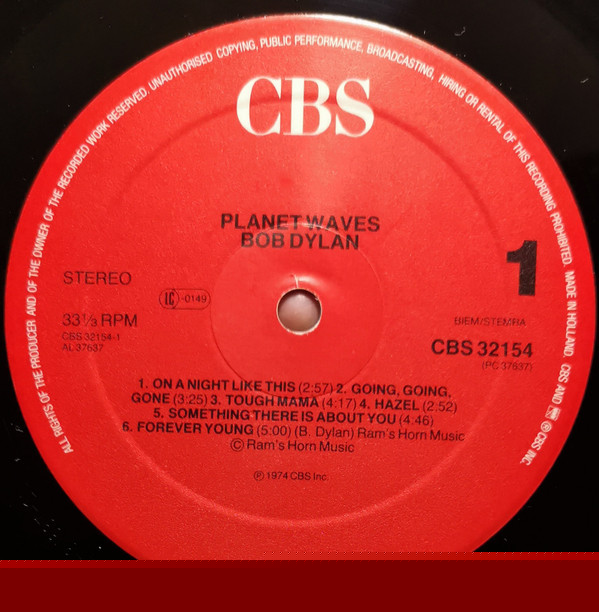 ALL RIGHTS OF THE PRODUCER AND OF THE OWNER OF THE RECORDED WORK RESERVED. UNAUTHORISED COPYING, PUBLIC PERFORMANCE, BROADCASTING, HIRING OR RENTAL OF THIS RECORDING PROHIBITED. MADE IN HOLLAND. CBS AND ® CBS INC.
CBS
PLANET WAVES
BOB DYLAN
STEREO
1
LC-0149
33⅓ RPM
BIEM/STEMRA
CBS 32154-1
AL 37637
CBS 32154
(PC 37637)
1. ON A NIGHT LIKE THIS (2:57) 2. GOING, GOING,
GONE (3:25) 3. TOUGH MAMA (4:17) 4. HAZEL (2:52)
5. SOMETHING THERE IS ABOUT YOU (4:46)
6. FOREVER YOUNG (5:00) (B. Dylan) Ram's Horn Music
© Ram's Horn Music
℗ 1974 CBS Inc.